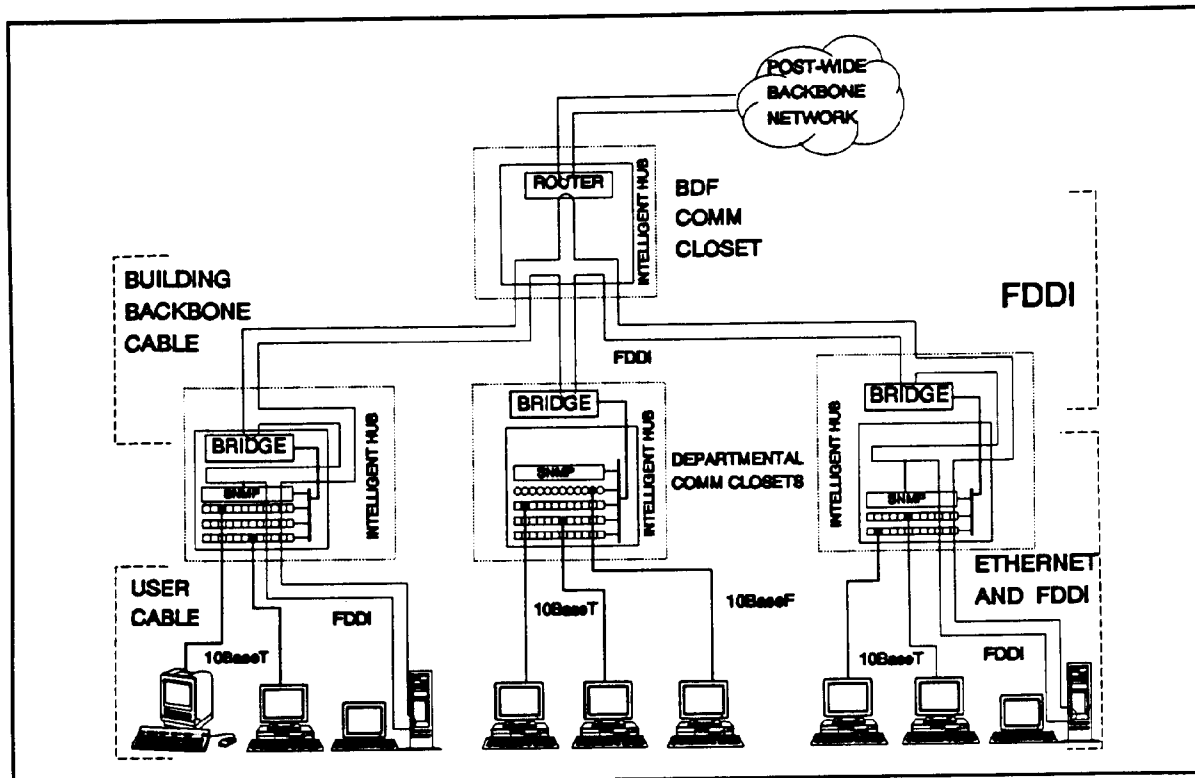 POST-WIDE
BACKBONE
NETWORK
ROUTER
INTELLIGENT HUB
BDF
COMM
CLOSET
BUILDING
BACKBONE
CABLE
FDDI
FDDI
BRIDGE
INTELLIGENT HUB
BRIDGE
INTELLIGENT HUB
BRIDGE
INTELLIGENT HUB
SNMP
SNMP
SNMP
DEPARTMENTAL
COMM CLOSETS
USER
CABLE
FDDI
10BaseT
10BaseT
10BaseF
10BaseT
FDDI
ETHERNET
AND FDDI